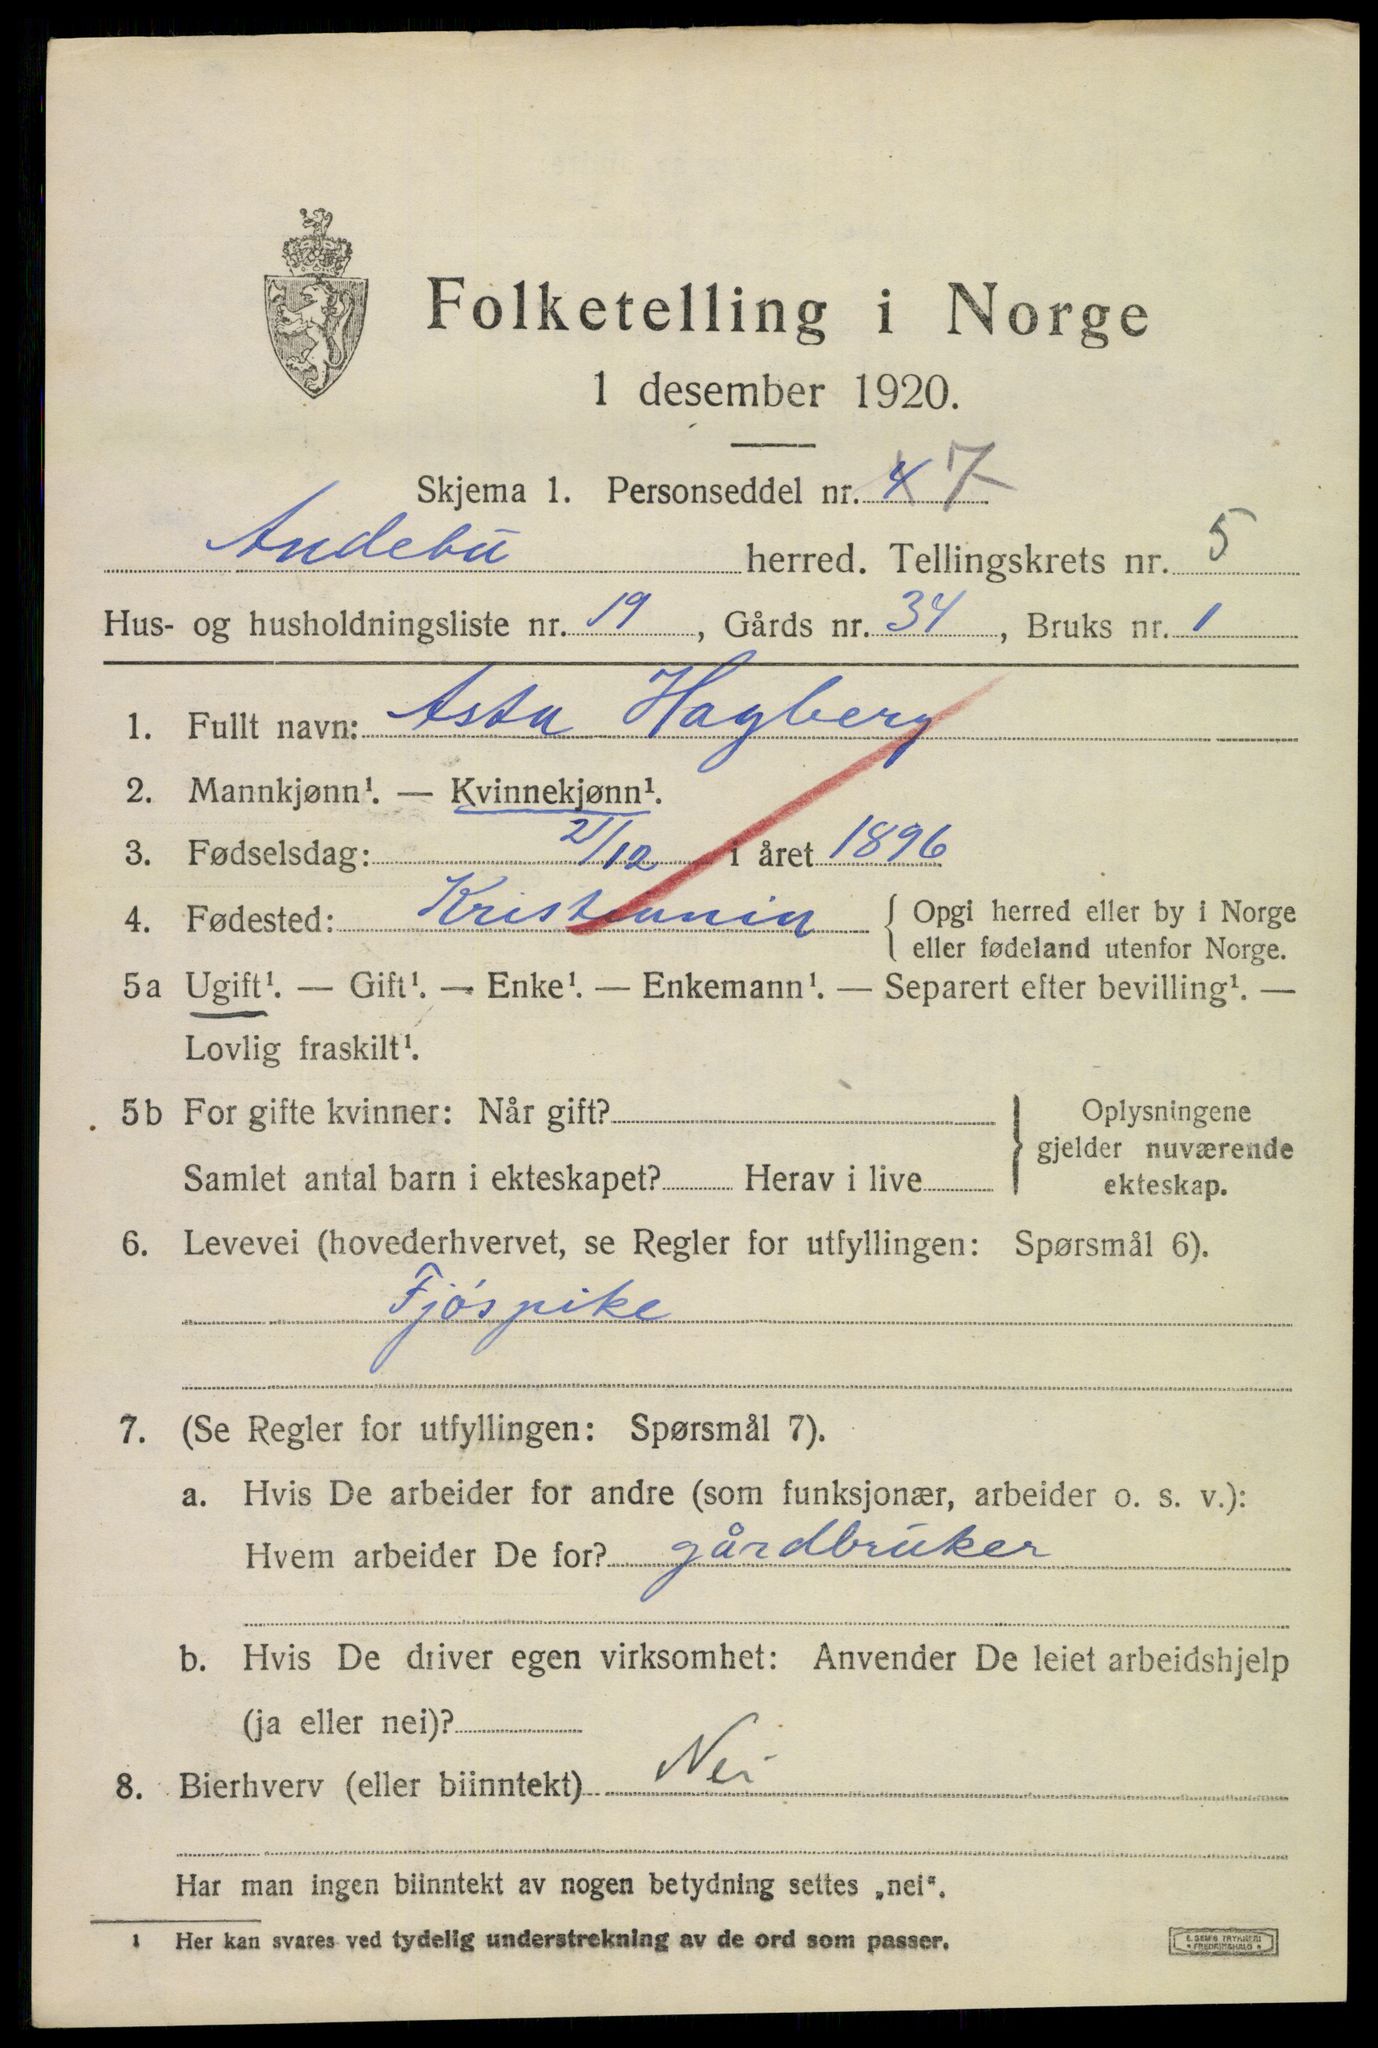 Folketelling i Norge
1 desember 1920.
Skjema 1. Personseddel nr. 4 7
Andebu herred. Tellingskrets nr. 5
Hus- og husholdningsliste nr. 19, Gårds nr. 34, Bruks nr. 1
1. Fullt navn: Asta Hagberg
2. Mannkjønn¹. — Kvinnekjønn¹.
3. Fødselsdag: 2/12 i året 1896
4. Fødested: Kristiania { Opgi herred eller by i Norge
eller fødeland utenfor Norge.
5a Ugift¹. — Gift¹. — Enke¹. — Enkemann¹. — Separert efter bevilling¹. —
Lovlig fraskilt¹.
5b For gifte kvinner: Når gift?
Samlet antal barn i ekteskapet? Herav i live
} Oplysningene
gjelder nuværende
ekteskap.
6. Levevei (hovederhvervet, se Regler for utfyllingen: Spørsmål 6).
Fjóspike
7. (Se Regler for utfyllingen: Spørsmål 7).
a. Hvis De arbeider for andre (som funksjonær, arbeider o. s. v.):
Hvem arbeider De for? gårdbruker
b. Hvis De driver egen virksomhet: Anvender De leiet arbeidshjelp
(ja eller nei)?
8. Bierhverv (eller biinntekt) Nei
Har man ingen biinntekt av nogen betydning settes „nei“.
1 Her kan svares ved tydelig understrekning av de ord som passer.
E. SEMS TRYKKERI
• FREDRIKSHALD •